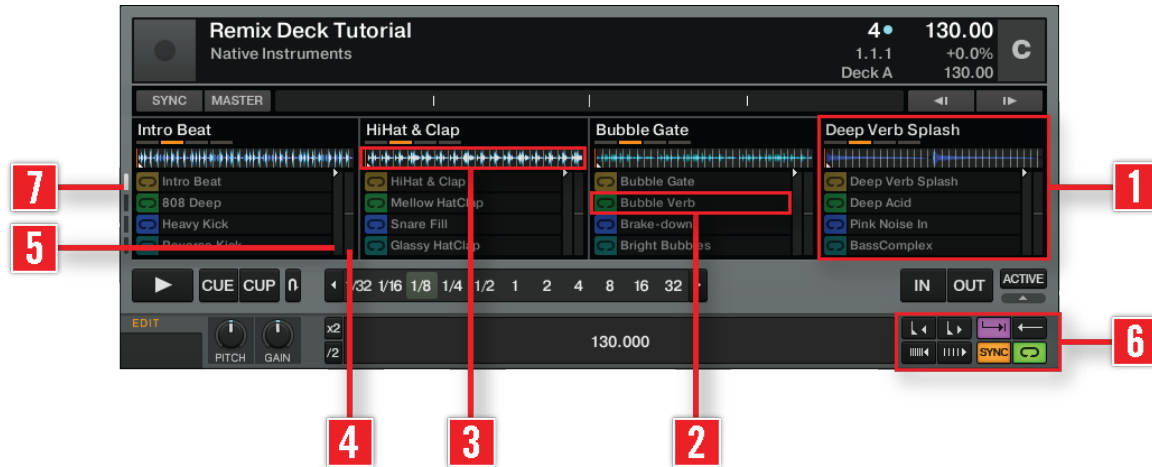 Remix Deck Tutorial 4 130.00
Native Instruments 1.1.1 +0.0% C
Deck A 130.00
SYNC MASTER
Intro Beat HiHat & Clap Bubble Gate Deep Verb Splash
1
7 Intro Beat HiHat & Clap Bubble Gate Deep Verb Splash
808 Deep Mellow HatClap Bubble Verb Deep Acid
Heavy Kick Snare Fill Brake-down Pink Noise In
5 Reverse Kick Glassy HatClap Bright Bubbles BassComplex
CUE CUP 1/32 1/16 1/8 1/4 1/2 1 2 4 8 16 32 IN OUT ACTIVE
EDIT x2
130.000 6
PITCH GAIN /2 SYNC
4 3 2